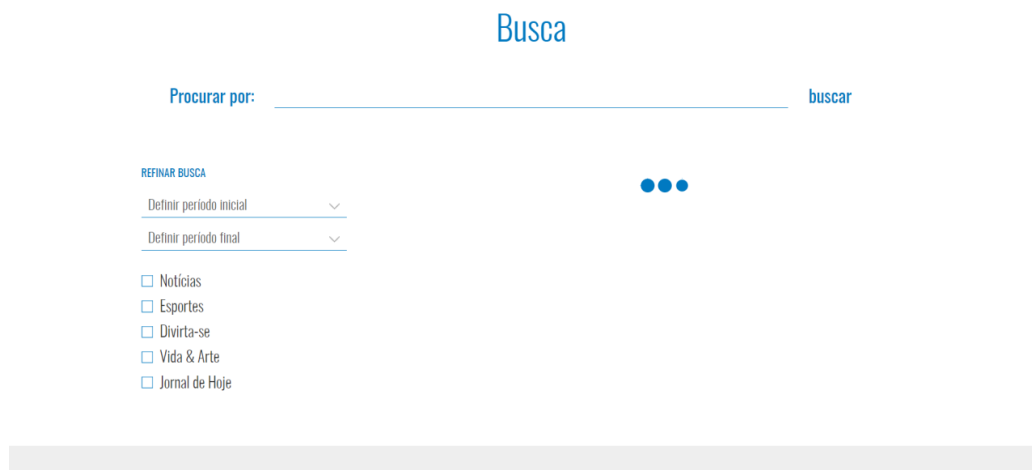 Busca
Procurar por: buscar
REFINAR BUSCA
Definir período inicial
Definir período final
Notícias
Esportes
Divirta-se
Vida & Arte
Jornal de Hoje